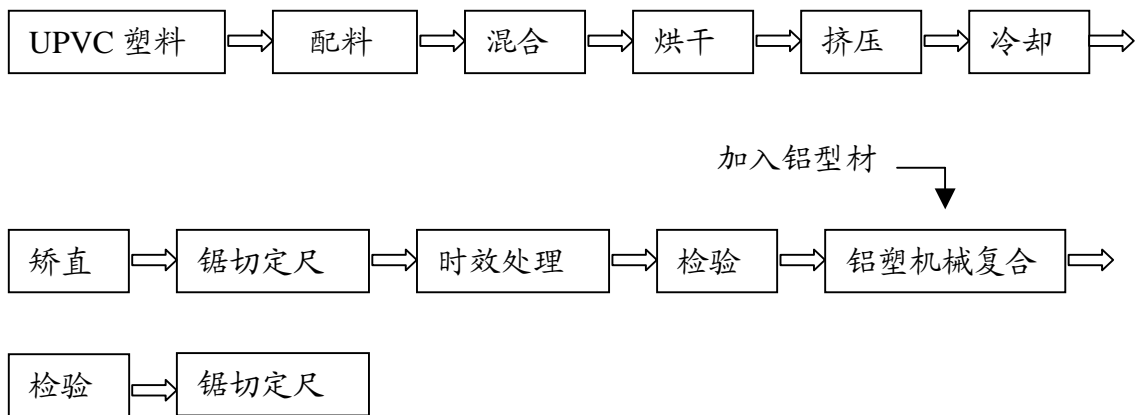 UPVC 塑料 配料 混合 烘干 挤压 冷却
加入铝型材
矫直 锯切定尺 时效处理 检验 铝塑机械复合
检验 锯切定尺